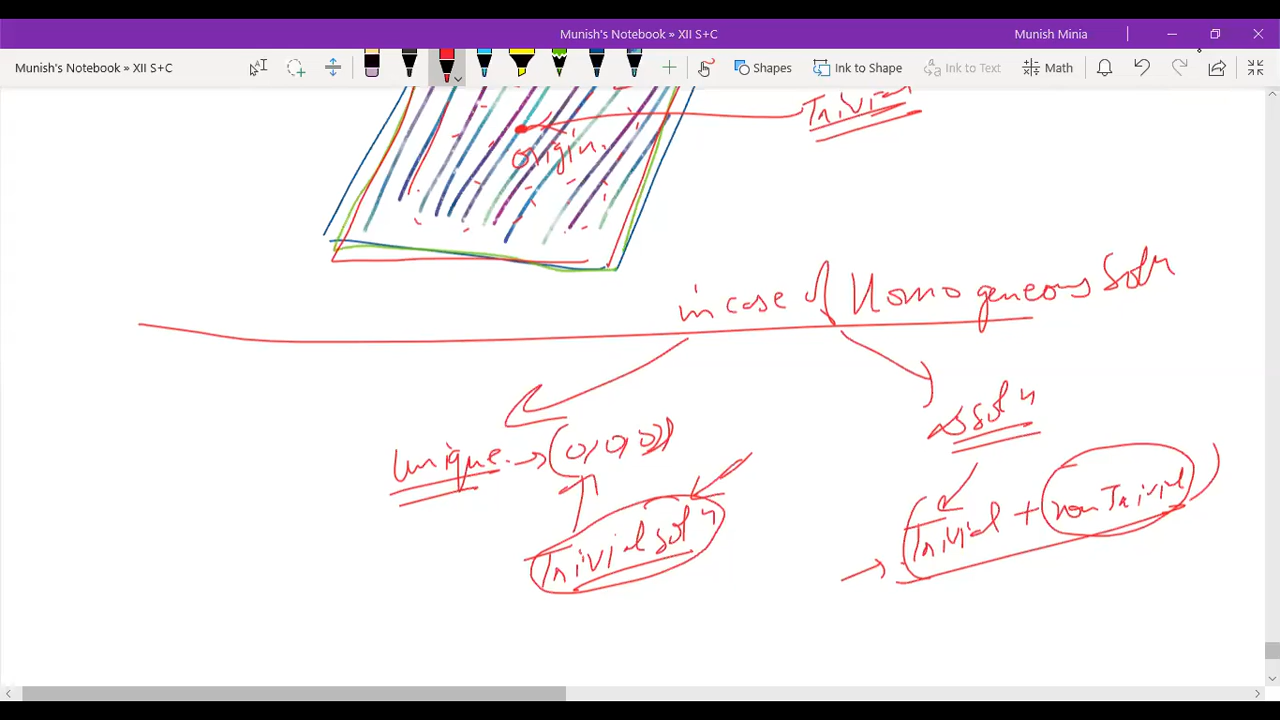 Munish's Notebook » XII S+C Munish Minia
Munish's Notebook » XII S+C Shapes Ink to Shape Ink to Text Math
Trivial
origin.
in case of Homogeneous Soln
unique → (0,0,0)
∞ soln
Trivial soln
Trivial + non Trivial